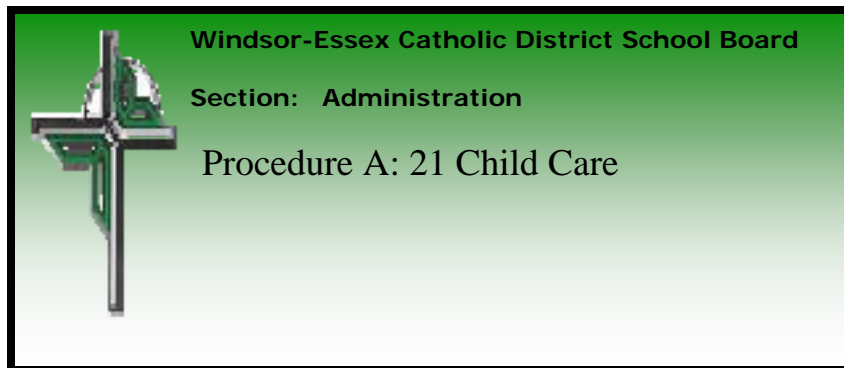 Windsor-Essex Catholic District School Board
Section: Administration
Procedure A: 21 Child Care